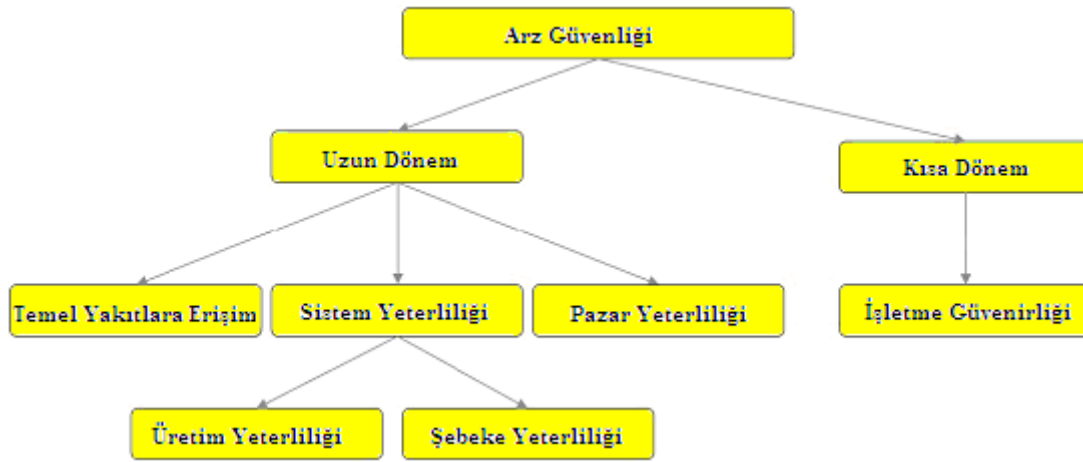 Arz Güvenliği
Uzun Dönem
Kısa Dönem
Temel Yakıtlara Erişim
Sistem Yeterliliği
Pazar Yeterliliği
İşletme Güvenirliği
Üretim Yeterliliği
Şebeke Yeterliliği